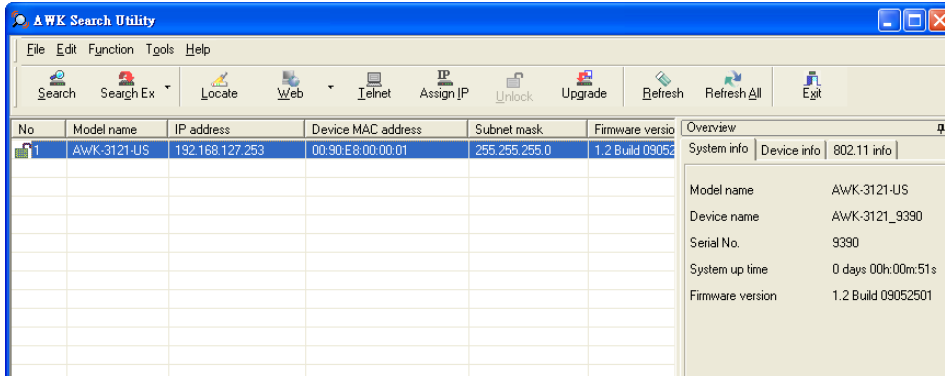 AWK Search Utility
File Edit Function Tools Help
Search Search Ex Locate Web Telnet Assign IP Unlock Upgrade Refresh Refresh All Exit
No Model name IP address Device MAC address Subnet mask Firmware versio
1 AWK-3121-US 192.168.127.253 00:90:E8:00:00:01 255.255.255.0 1.2 Build 09052
Overview
System info Device info 802.11 info
Model name AWK-3121-US
Device name AWK-3121_9390
Serial No. 9390
System up time 0 days 00h:00m:51s
Firmware version 1.2 Build 09052501